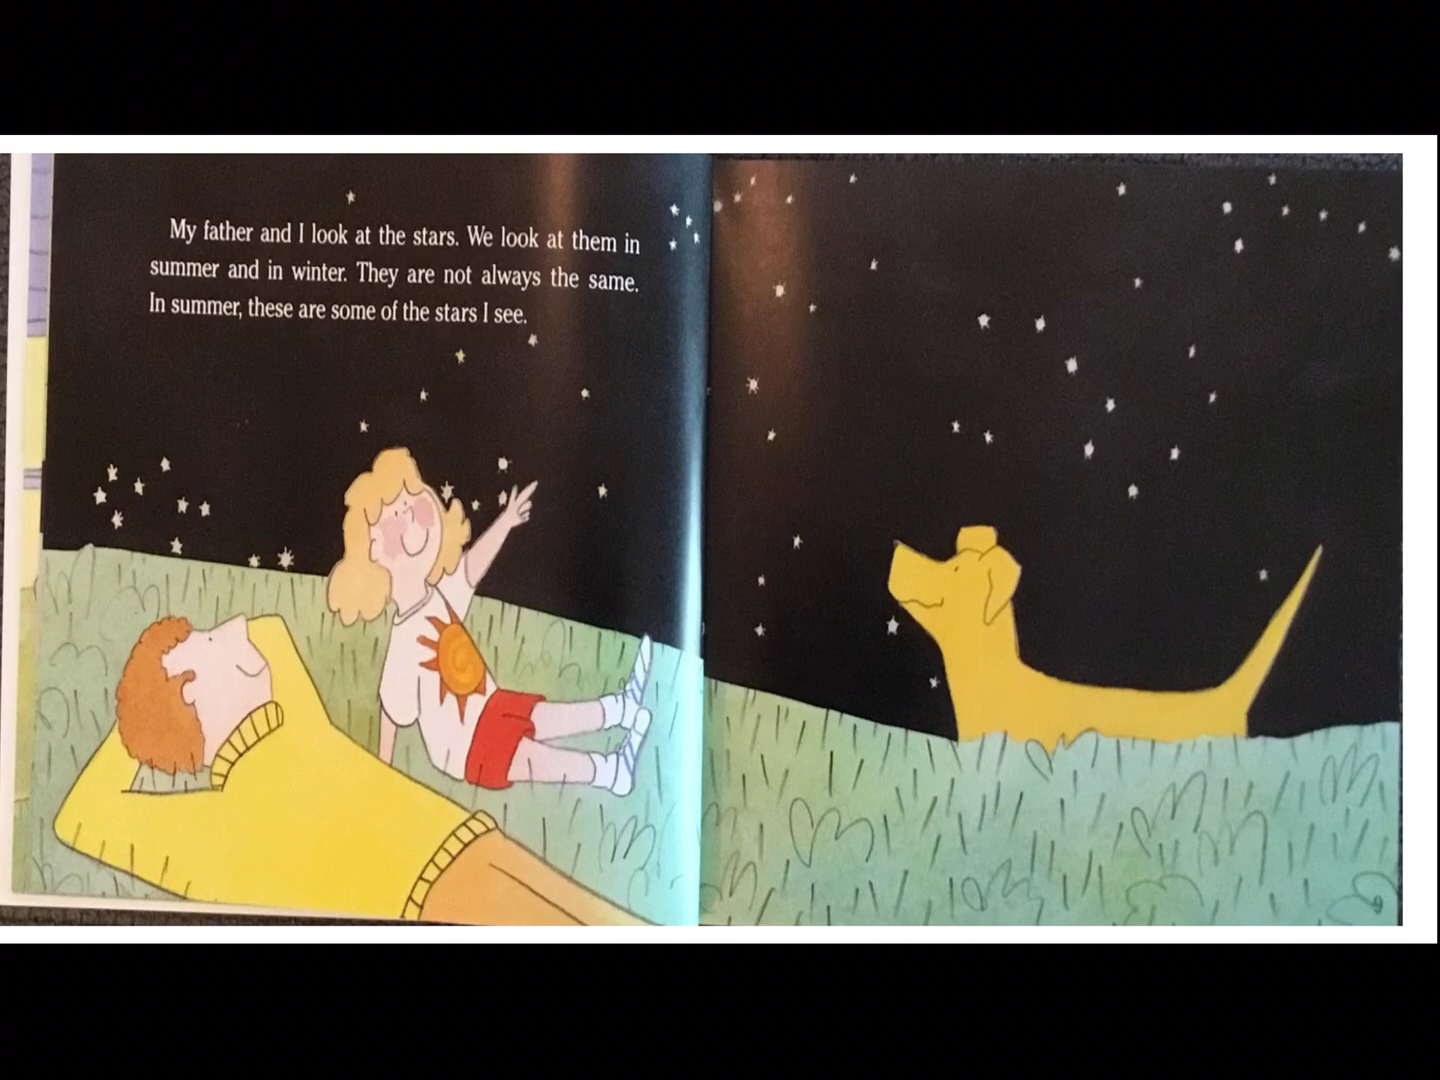 My father and I look at the stars. We look at them in
summer and in winter. They are not always the same.
In summer, these are some of the stars I see.
9